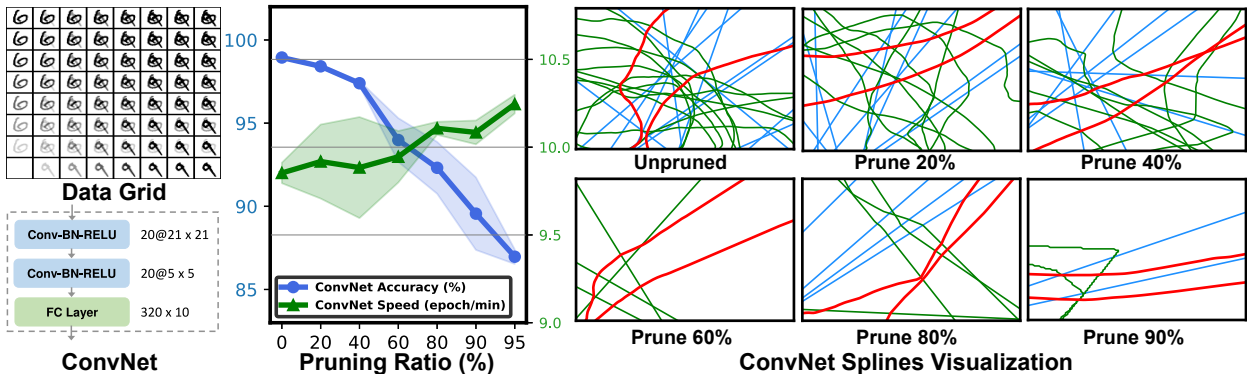 Data Grid
Conv-BN-RELU 20@21 x 21
Conv-BN-RELU 20@5 x 5
FC Layer 320 x 10
ConvNet
100
95
90
85
10.5
10.0
9.5
9.0
ConvNet Accuracy (%)
ConvNet Speed (epoch/min)
0 20 40 60 80 90 95
Pruning Ratio (%)
Unpruned
Prune 20%
Prune 40%
Prune 60%
Prune 80%
Prune 90%
ConvNet Splines Visualization